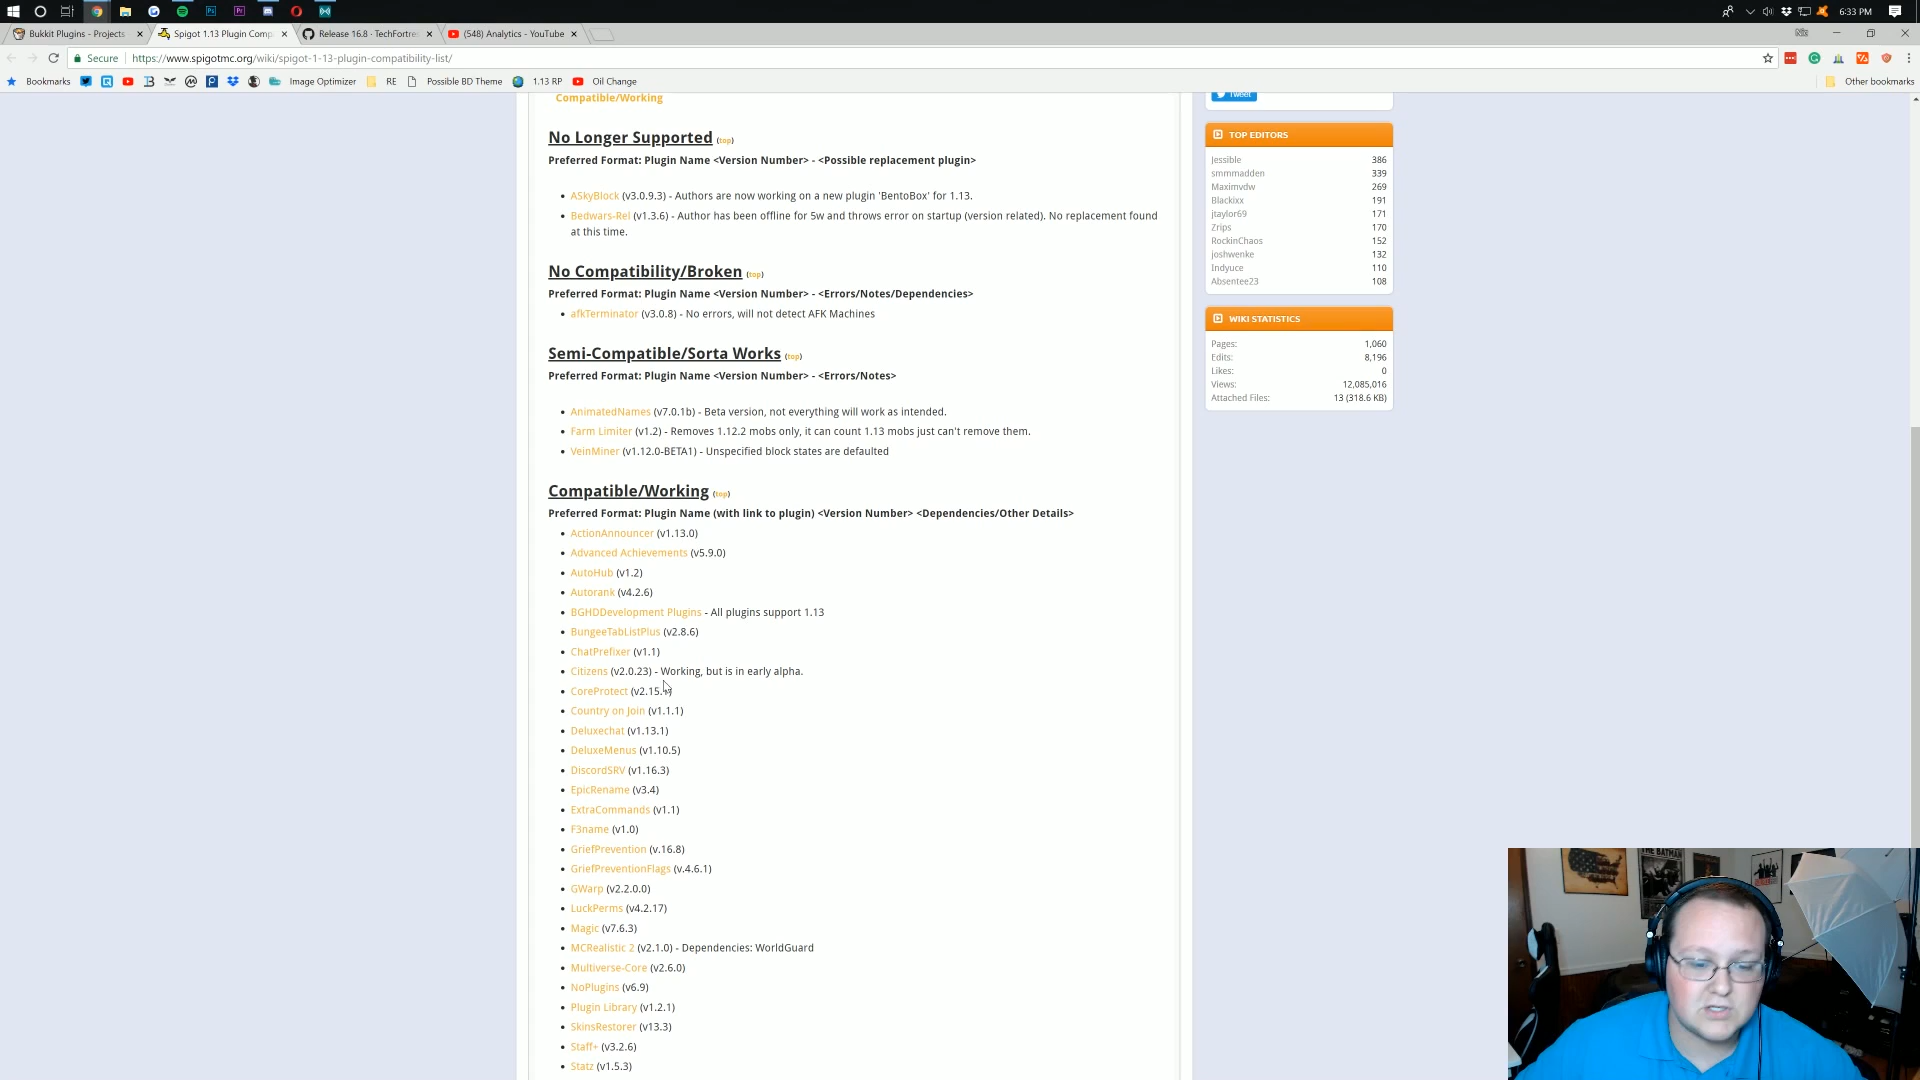 6:33 PM
Bukkit Plugins - Projects
Spigot 1.13 Plugin Comp
Release 16.8 · TechFortre
(548) Analytics - YouTube
Secure
https://www.spigotmc.org/wiki/spigot-1-13-plugin-compatibility-list/
Bookmarks
Image Optimizer
RE
Possible BD Theme
1.13 RP
Oil Change
Other bookmarks
Compatible/Working
No Longer Supported (top)
Preferred Format: Plugin Name <Version Number> - <Possible replacement plugin>
• ASkyBlock (v3.0.9.3) - Authors are now working on a new plugin 'BentoBox' for 1.13.
• Bedwars-Rel (v1.3.6) - Author has been offline for 5w and throws error on startup (version related). No replacement found
at this time.
No Compatibility/Broken (top)
Preferred Format: Plugin Name <Version Number> - <Errors/Notes/Dependencies>
• afkTerminator (v3.0.8) - No errors, will not detect AFK Machines
Semi-Compatible/Sorta Works (top)
Preferred Format: Plugin Name <Version Number> - <Errors/Notes>
• AnimatedNames (v7.0.1b) - Beta version, not everything will work as intended.
• Farm Limiter (v1.2) - Removes 1.12.2 mobs only, it can count 1.13 mobs just can't remove them.
• VeinMiner (v1.12.0-BETA1) - Unspecified block states are defaulted
Compatible/Working (top)
Preferred Format: Plugin Name (with link to plugin) <Version Number> <Dependencies/Other Details>
• ActionAnnouncer (v1.13.0)
• Advanced Achievements (v5.9.0)
• AutoHub (v1.2)
• Autorank (v4.2.6)
• BGHDDevelopment Plugins - All plugins support 1.13
• BungeeTabListPlus (v2.8.6)
• ChatPrefixer (v1.1)
• Citizens (v2.0.23) - Working, but is in early alpha.
• CoreProtect (v2.15.
• Country on Join (v1.1.1)
• Deluxechat (v1.13.1)
• DeluxeMenus (v1.10.5)
• DiscordSRV (v1.16.3)
• EpicRename (v3.4)
• ExtraCommands (v1.1)
• F3name (v1.0)
• GriefPrevention (v.16.8)
• GriefPreventionFlags (v.4.6.1)
• GWarp (v2.2.0.0)
• LuckPerms (v4.2.17)
• Magic (v7.6.3)
• MCRealistic 2 (v2.1.0) - Dependencies: WorldGuard
• Multiverse-Core (v2.6.0)
• NoPlugins (v6.9)
• Plugin Library (v1.2.1)
• SkinsRestorer (v13.3)
• Staff+ (v3.2.6)
• Statz (v1.5.3)
Tweet
TOP EDITORS
Jessible 386
smmmadden 339
Maximvdw 269
Blackixx 191
jtaylor69 171
Zrips 170
RockinChaos 152
joshwenke 132
Indyuce 110
Absentee23 108
WIKI STATISTICS
Pages: 1,060
Edits: 8,196
Likes: 0
Views: 12,085,016
Attached Files: 13 (318.6 KB)
THE BATMAN